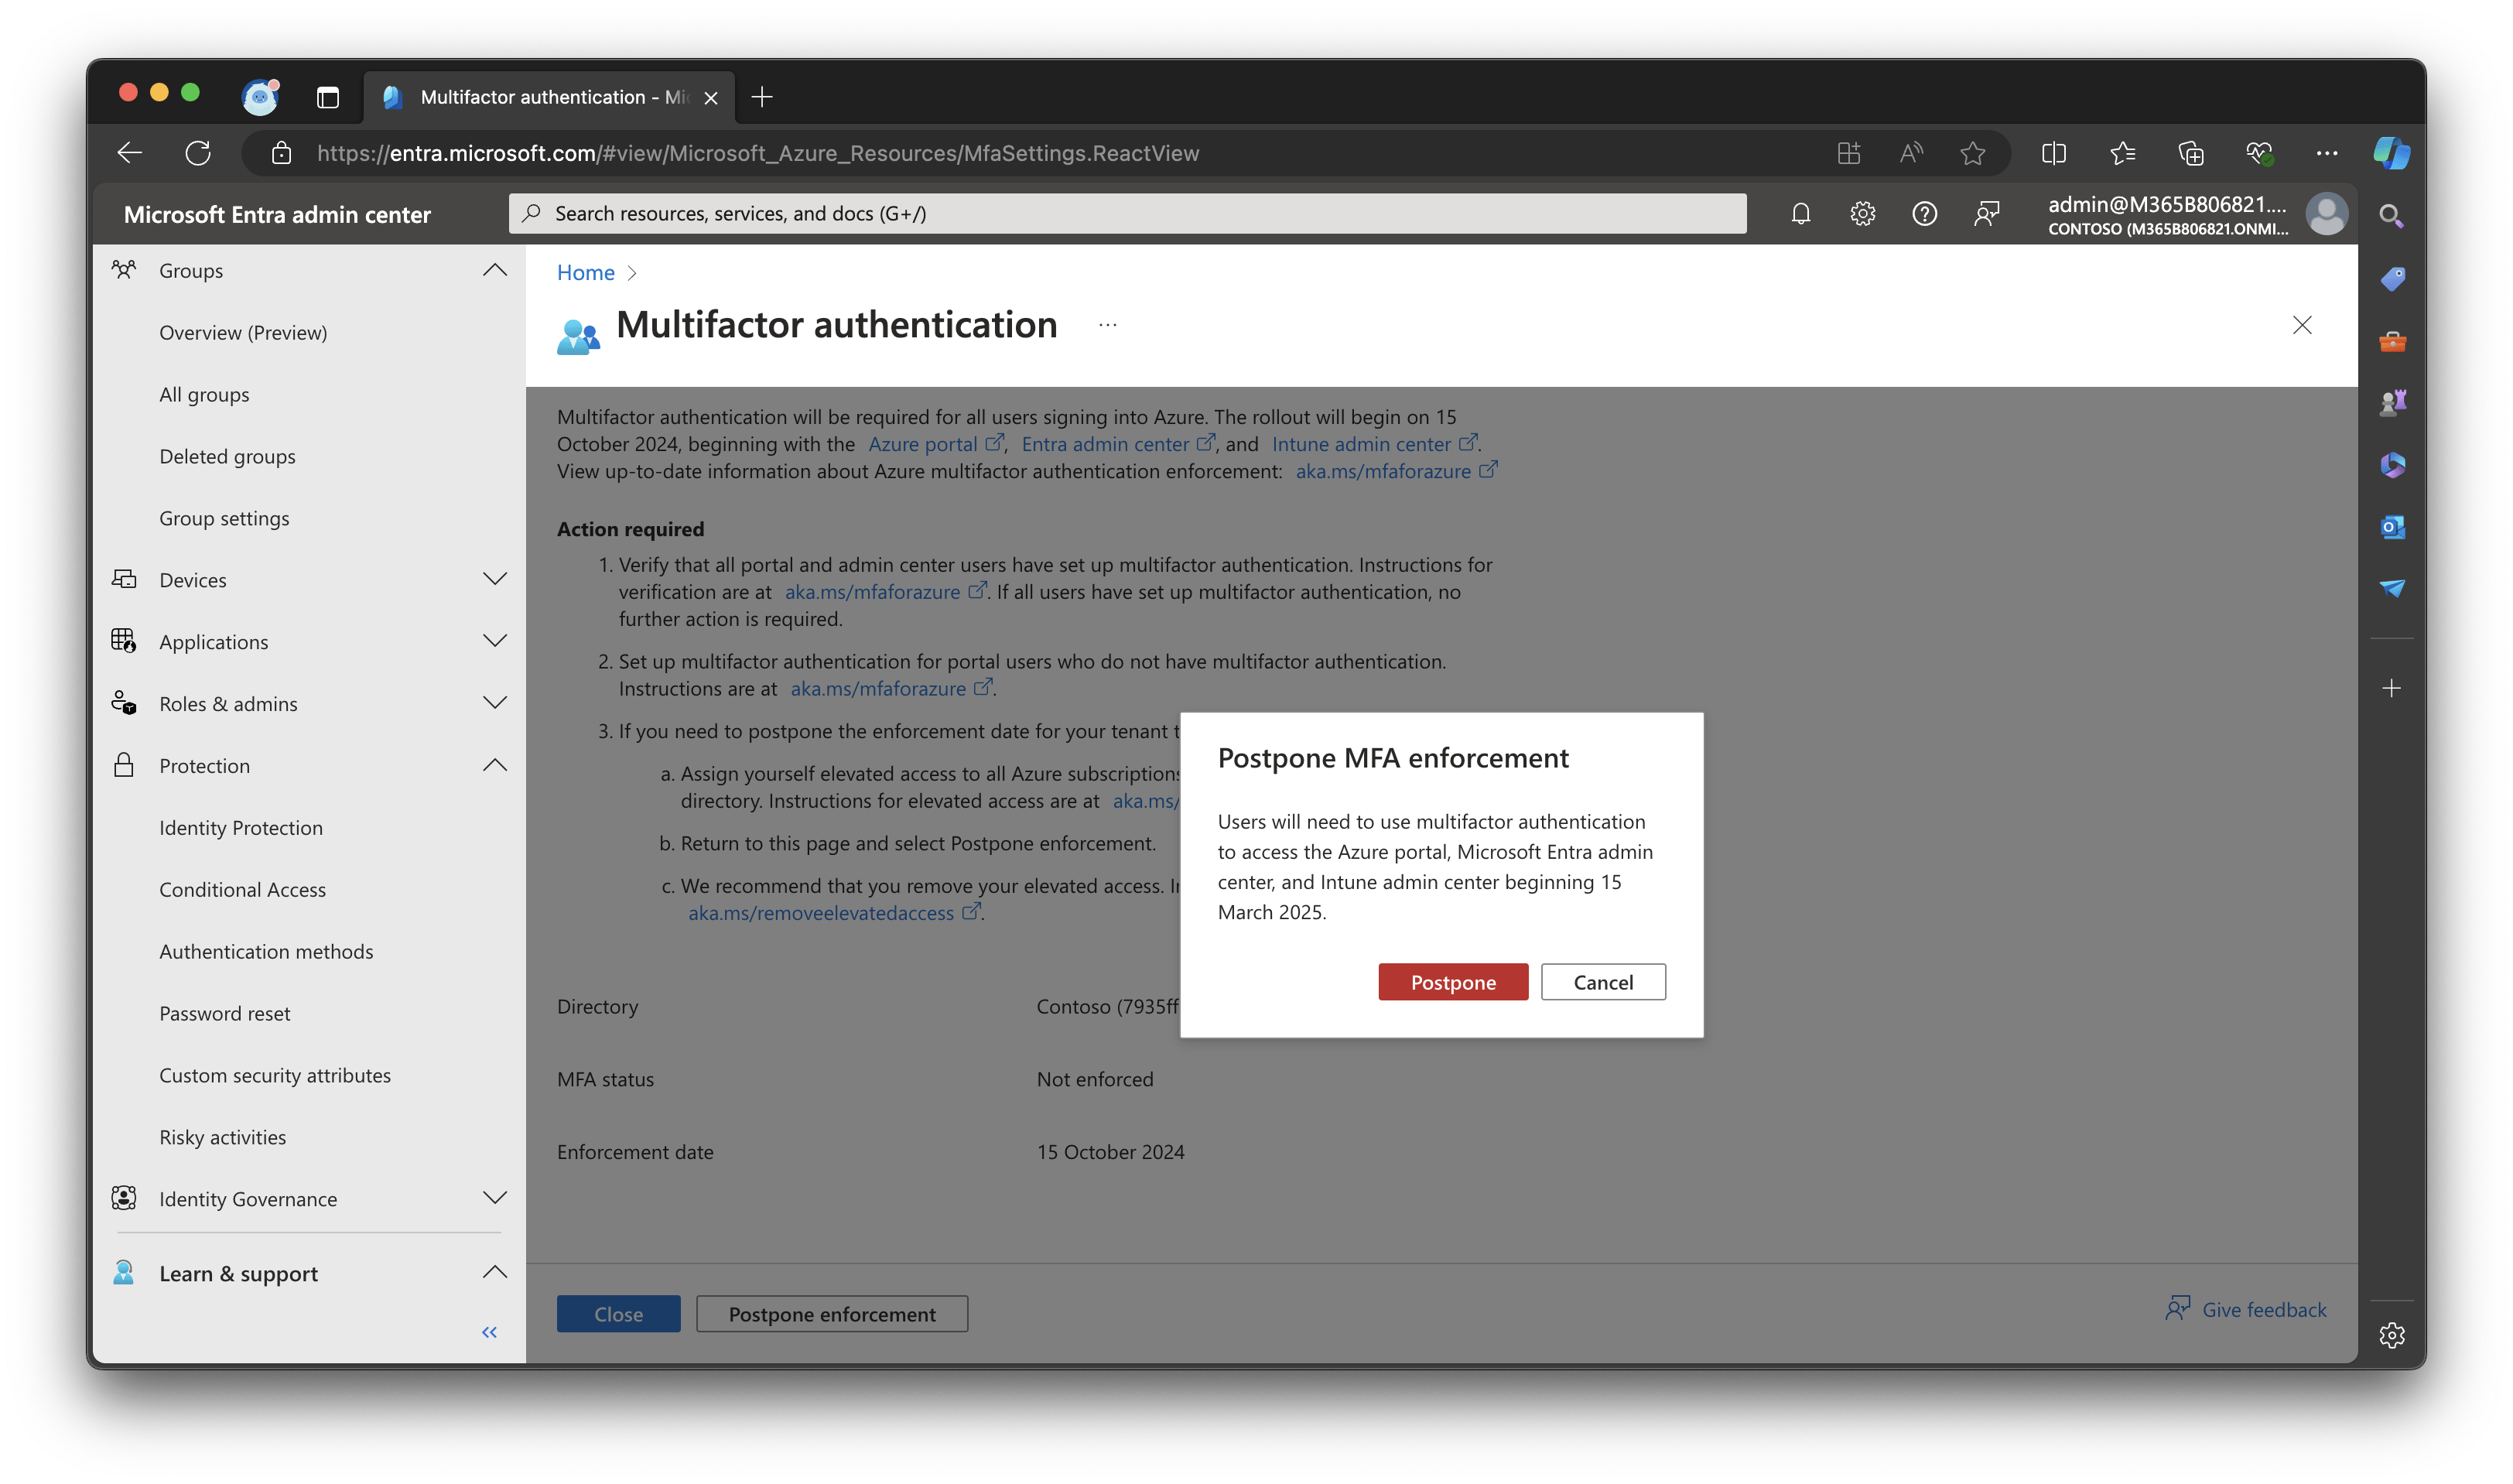 Multifactor authentication - Mi
https://entra.microsoft.com/#view/Microsoft_Azure_Resources/MfaSettings.ReactView
Microsoft Entra admin center
Search resources, services, and docs (G+/)
admin@M365B806821....
CONTOSO (M365B806821.ONMI...
Groups
Overview (Preview)
All groups
Deleted groups
Group settings
Devices
Applications
Roles & admins
Protection
Identity Protection
Conditional Access
Authentication methods
Password reset
Custom security attributes
Risky activities
Identity Governance
Learn & support
Home
Multifactor authentication ...
Multifactor authentication will be required for all users signing into Azure. The rollout will begin on 15
October 2024, beginning with the Azure portal, Entra admin center, and Intune admin center.
View up-to-date information about Azure multifactor authentication enforcement: aka.ms/mfaforazure
Action required
1. Verify that all portal and admin center users have set up multifactor authentication. Instructions for
verification are at aka.ms/mfaforazure. If all users have set up multifactor authentication, no
further action is required.
2. Set up multifactor authentication for portal users who do not have multifactor authentication.
Instructions are at aka.ms/mfaforazure.
3. If you need to postpone the enforcement date for your tenant t
a. Assign yourself elevated access to all Azure subscriptions
directory. Instructions for elevated access are at aka.ms/
b. Return to this page and select Postpone enforcement.
c. We recommend that you remove your elevated access. In
aka.ms/removeelevatedaccess.
Directory
Contoso (7935ff
MFA status
Not enforced
Enforcement date
15 October 2024
Close
Postpone enforcement
Give feedback
Postpone MFA enforcement
Users will need to use multifactor authentication
to access the Azure portal, Microsoft Entra admin
center, and Intune admin center beginning 15
March 2025.
Postpone
Cancel